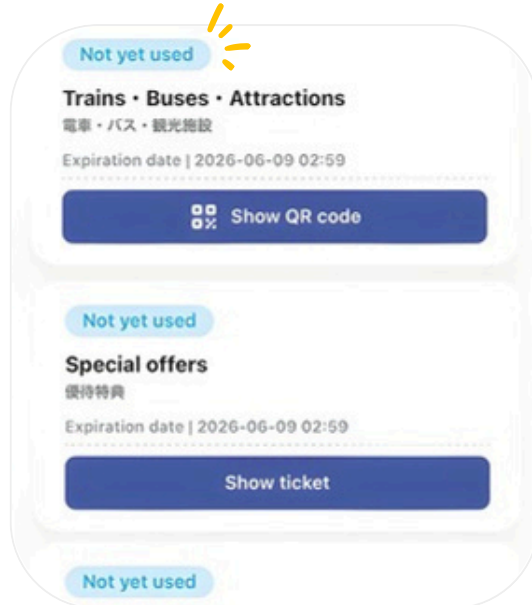 Not yet used
Trains・Buses・Attractions
電車・バス・観光施設
Expiration date | 2026-06-09 02:59
Show QR code
Not yet used
Special offers
優待特典
Expiration date | 2026-06-09 02:59
Show ticket
Not yet used